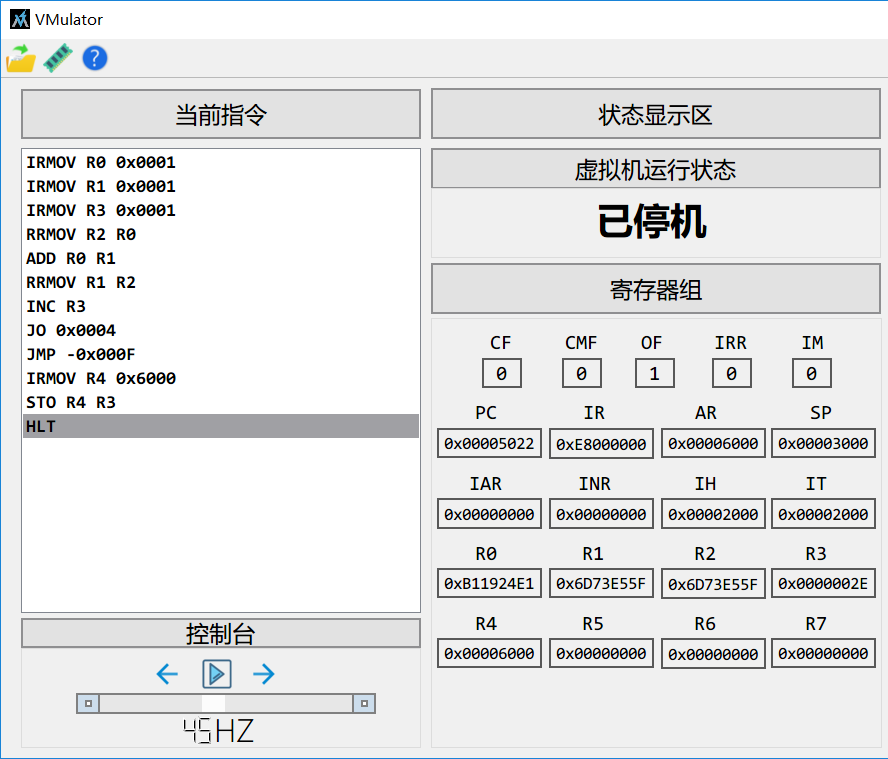 VMulator
当前指令
IRMOV R0 0x0001
IRMOV R1 0x0001
IRMOV R3 0x0001
RRMOV R2 R0
ADD R0 R1
RRMOV R1 R2
INC R3
JO 0x0004
JMP -0x000F
IRMOV R4 0x6000
STO R4 R3
HLT
控制台
45HZ
状态显示区
虚拟机运行状态
已停机
寄存器组
CF CMF OF IRR IM
0 0 1 0 0
PC IR AR SP
0x00005022 0xE8000000 0x00006000 0x00003000
IAR INR IH IT
0x00000000 0x00000000 0x00002000 0x00002000
R0 R1 R2 R3
0xB11924E1 0x6D73E55F 0x6D73E55F 0x0000002E
R4 R5 R6 R7
0x00006000 0x00000000 0x00000000 0x00000000